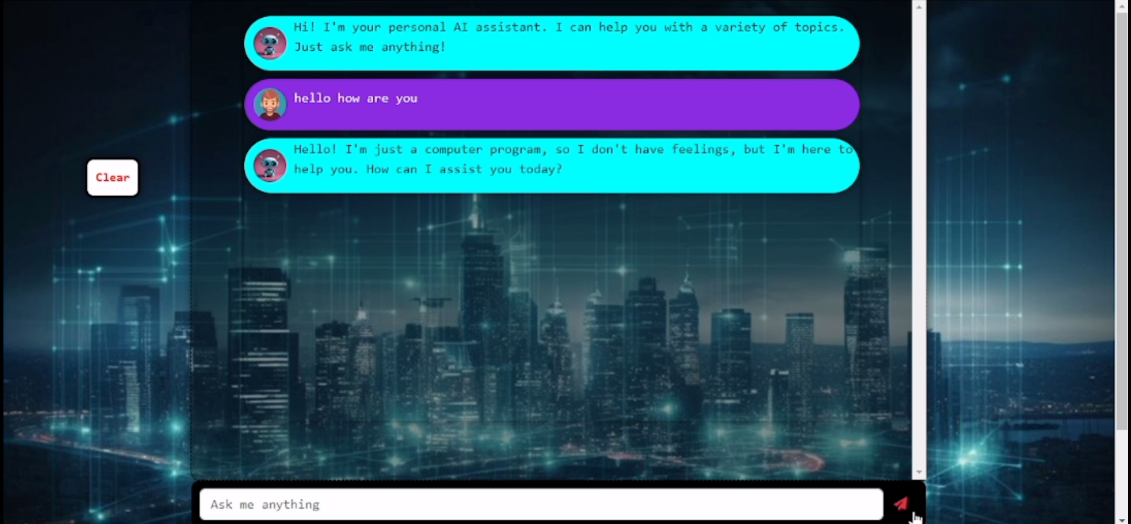 Hi! I'm your personal AI assistant. I can help you with a variety of topics.
Just ask me anything!
hello how are you
Hello! I'm just a computer program, so I don't have feelings, but I'm here to
help you. How can I assist you today?
Clear
Ask me anything